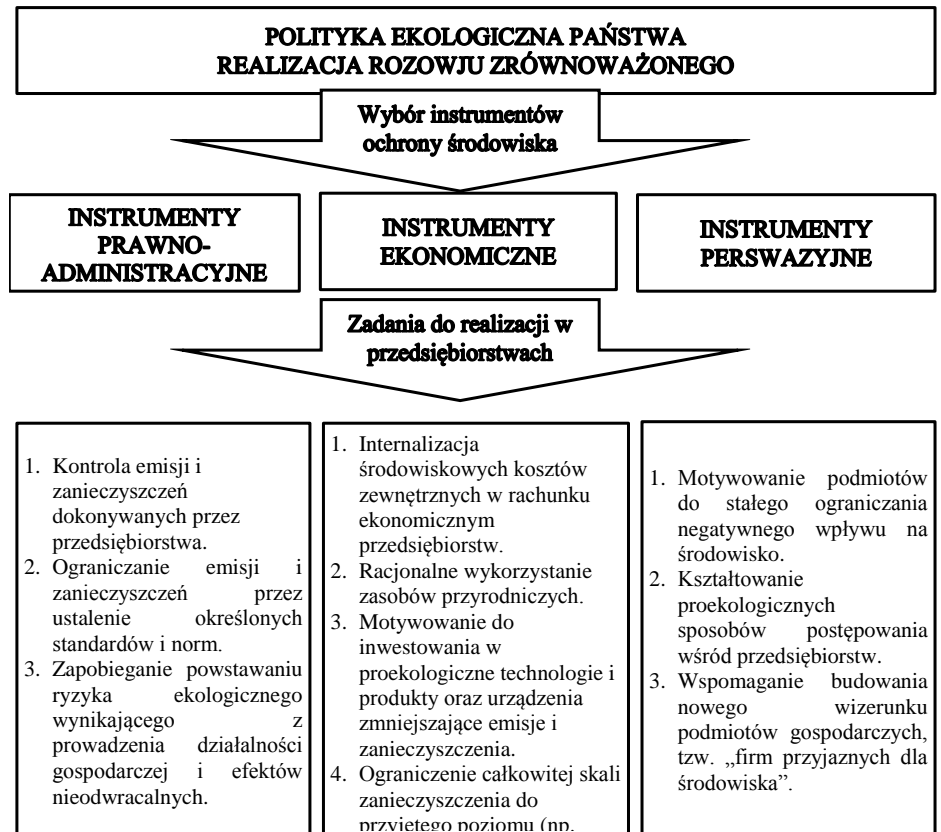 POLITYKA EKOLOGICZNA PAŃSTWA
REALIZACJA ROZOWJU ZRÓWNOWAŻONEGO
Wybór instrumentów
ochrony środowiska
INSTRUMENTY
PRAWNO-
ADMINISTRACYJNE
INSTRUMENTY
EKONOMICZNE
INSTRUMENTY
PERSWAZYJNE
Zadania do realizacji w
przedsiębiorstwach
1. Kontrola emisji i
zanieczyszczeń
dokonywanych przez
przedsiębiorstwa.
2. Ograniczanie emisji i
zanieczyszczeń przez
ustalenie określonych
standardów i norm.
3. Zapobieganie powstawaniu
ryzyka ekologicznego
wynikającego z
prowadzenia działalności
gospodarczej i efektów
nieodwracalnych.
1. Internalizacja
środowiskowych kosztów
zewnętrznych w rachunku
ekonomicznym
przedsiębiorstw.
2. Racjonalne wykorzystanie
zasobów przyrodniczych.
3. Motywowanie do
inwestowania w
proekologiczne technologie i
produkty oraz urządzenia
zmniejszające emisje i
zanieczyszczenia.
4. Ograniczenie całkowitej skali
zanieczyszczenia do
przyjętego poziomu (np.
1. Motywowanie podmiotów
do stałego ograniczania
negatywnego wpływu na
środowisko.
2. Kształtowanie
proekologicznych
sposobów postępowania
wśród przedsiębiorstw.
3. Wspomaganie budowania
nowego wizerunku
podmiotów gospodarczych,
tzw. „firm przyjaznych dla
środowiska”.